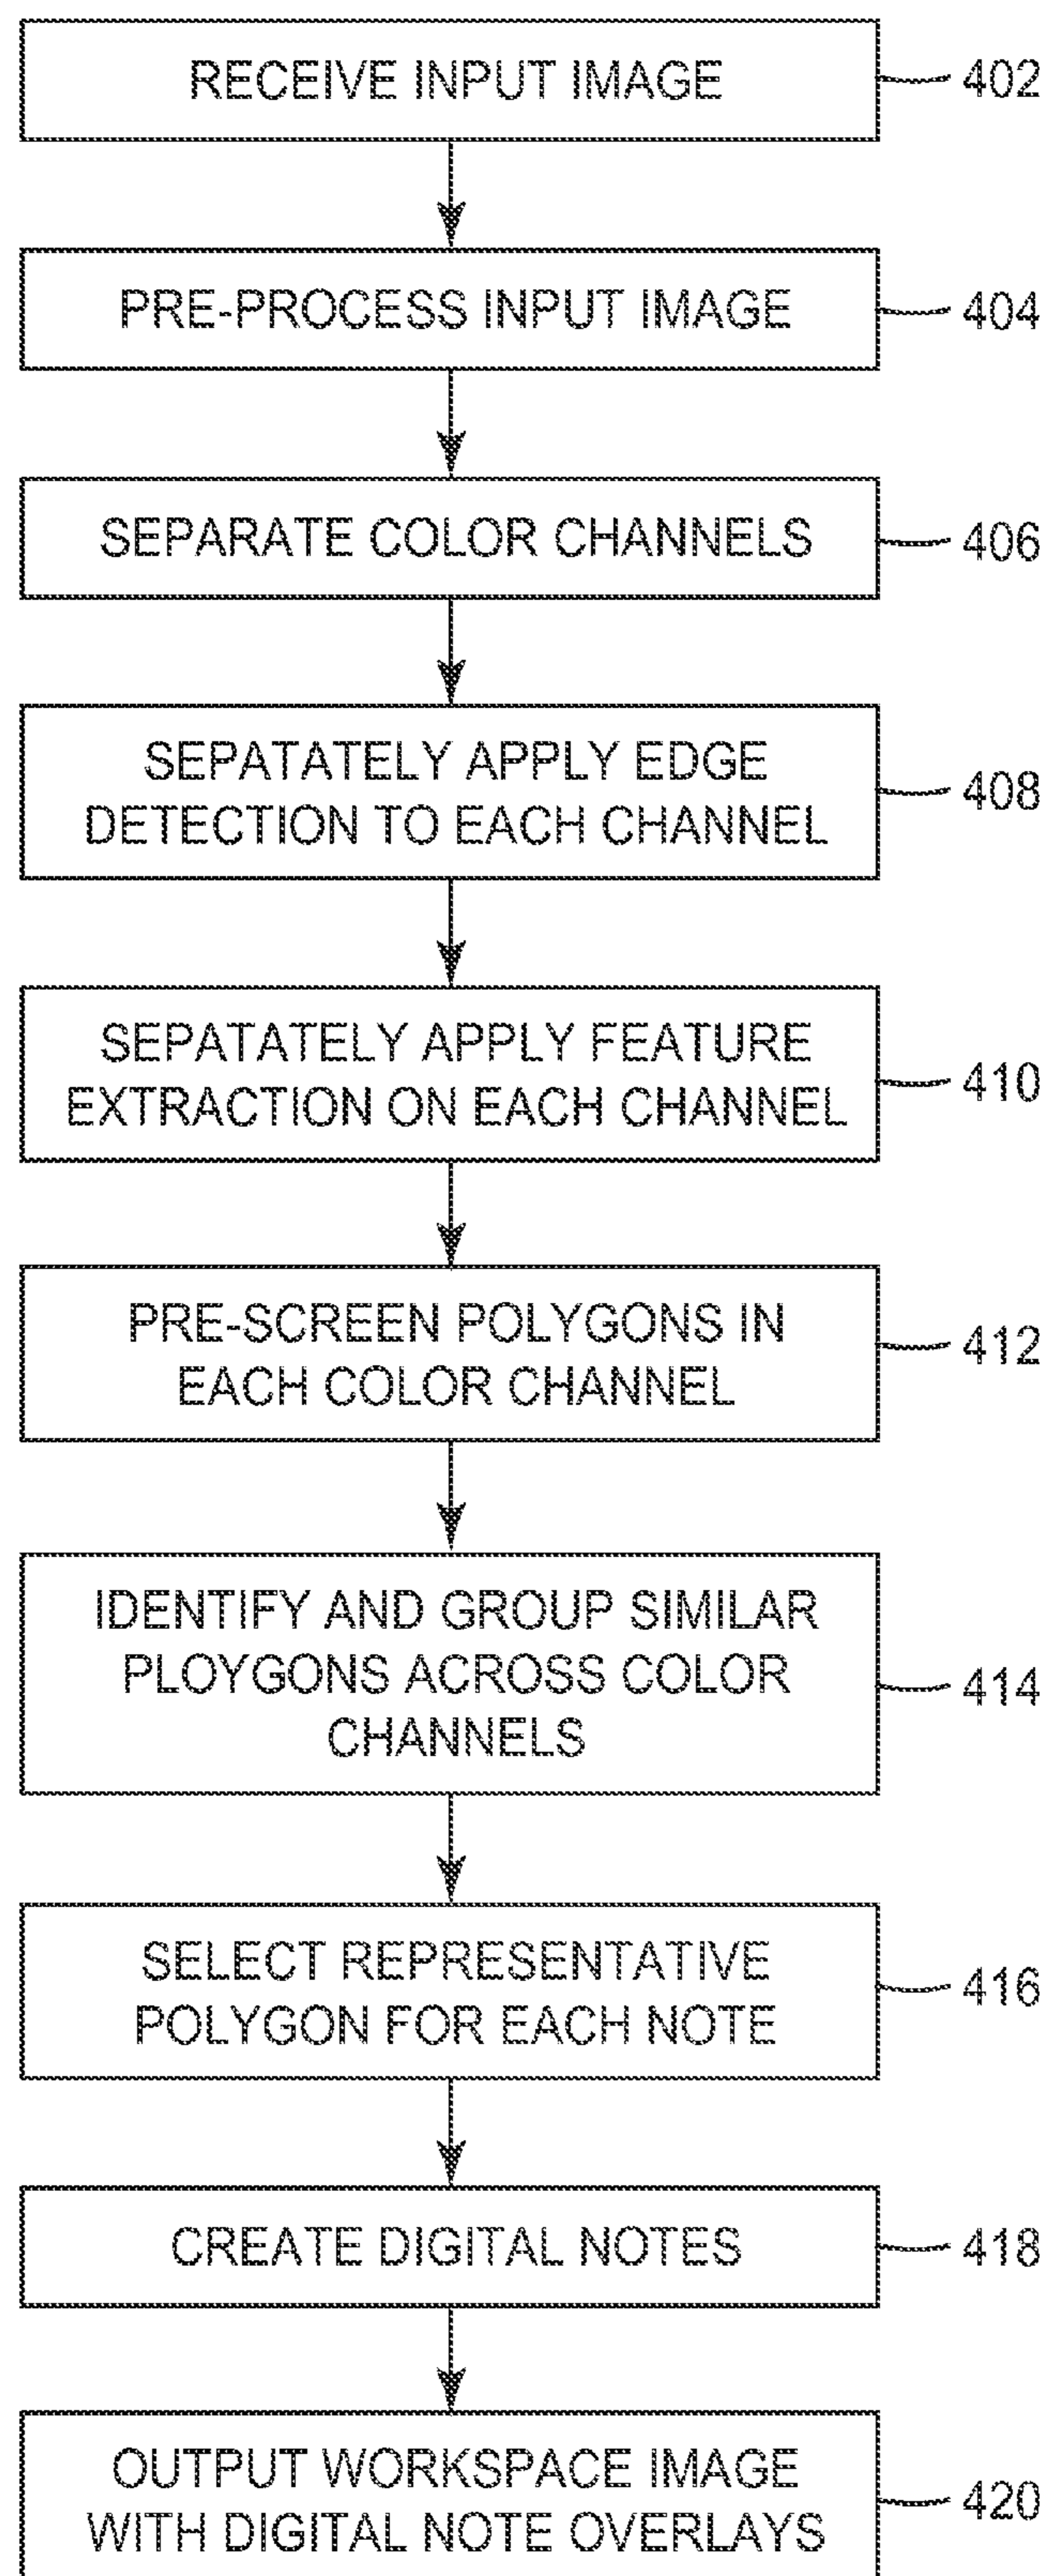 RECEIVE INPUT IMAGE
402
PRE-PROCESS INPUT IMAGE
404
SEPARATE COLOR CHANNELS
406
SEPATATELY APPLY EDGE
DETECTION TO EACH CHANNEL
408
SEPATATELY APPLY FEATURE
EXTRACTION ON EACH CHANNEL
410
PRE-SCREEN POLYGONS IN
EACH COLOR CHANNEL
412
IDENTIFY AND GROUP SIMILAR
PLOYGONS ACROSS COLOR
CHANNELS
414
SELECT REPRESENTATIVE
POLYGON FOR EACH NOTE
416
CREATE DIGITAL NOTES
418
OUTPUT WORKSPACE IMAGE
WITH DIGITAL NOTE OVERLAYS
420